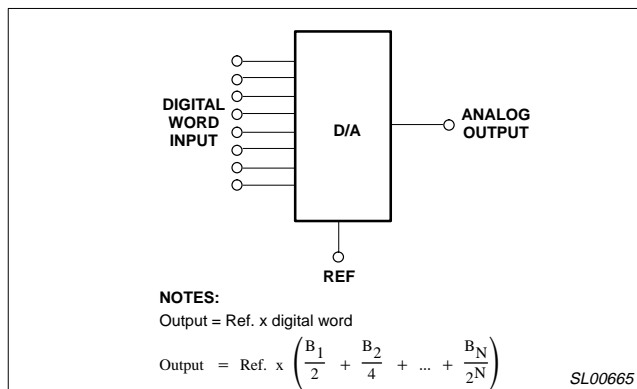 DIGITAL
WORD
INPUT
D/A
ANALOG
OUTPUT
REF
NOTES:
Output = Ref. x digital word
Output = Ref. x (B1/2 + B2/4 + ... + BN/2^N)
SL00665